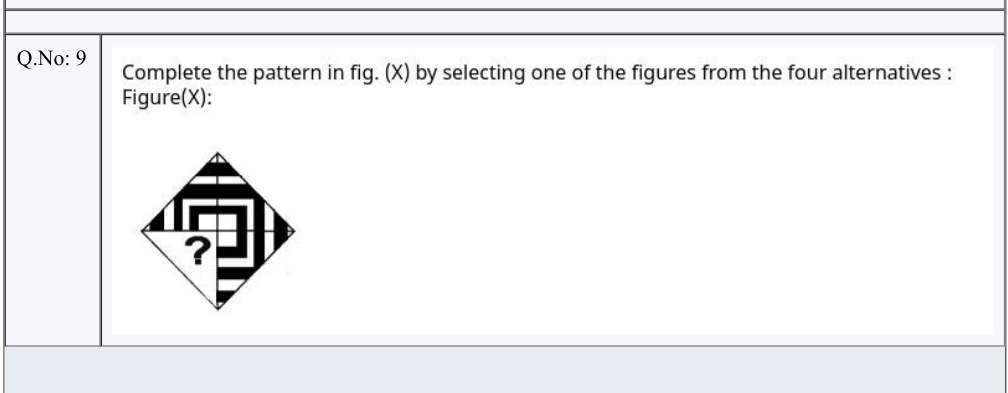 Q.No: 9
Complete the pattern in fig. (X) by selecting one of the figures from the four alternatives :
Figure(X):
?